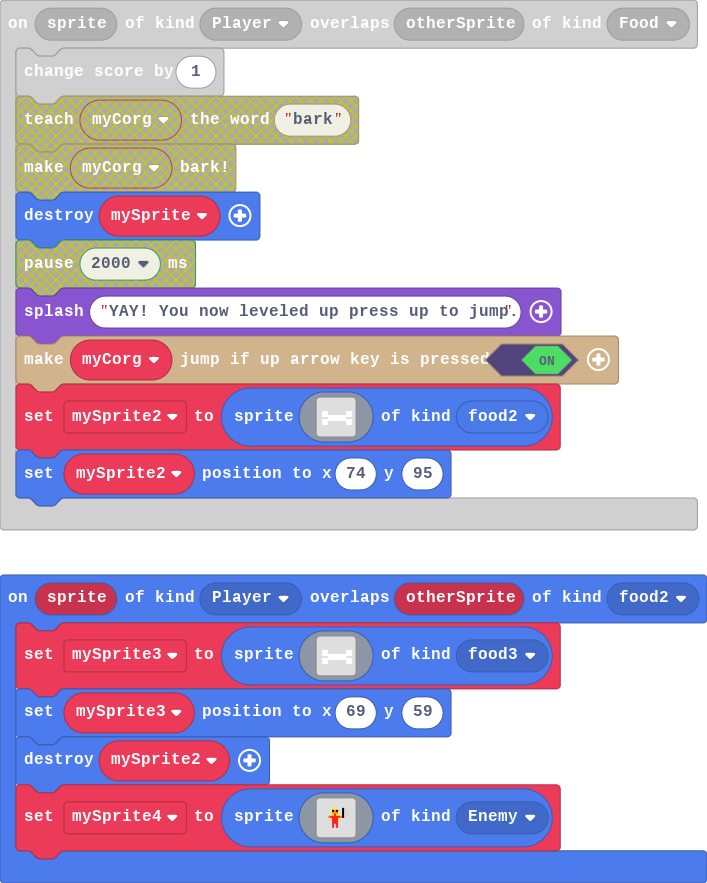 on sprite of kind Player overlaps otherSprite of kind Food
change score by 1
teach myCorg the word "bark"
make myCorg bark!
destroy mySprite
pause 2000 ms
splash "YAY! You now leveled up press up to jump".
make myCorg jump if up arrow key is pressed ON
set mySprite2 to sprite of kind food2
set mySprite2 position to x 74 y 95
on sprite of kind Player overlaps otherSprite of kind food2
set mySprite3 to sprite of kind food3
set mySprite3 position to x 69 y 59
destroy mySprite2
set mySprite4 to sprite of kind Enemy